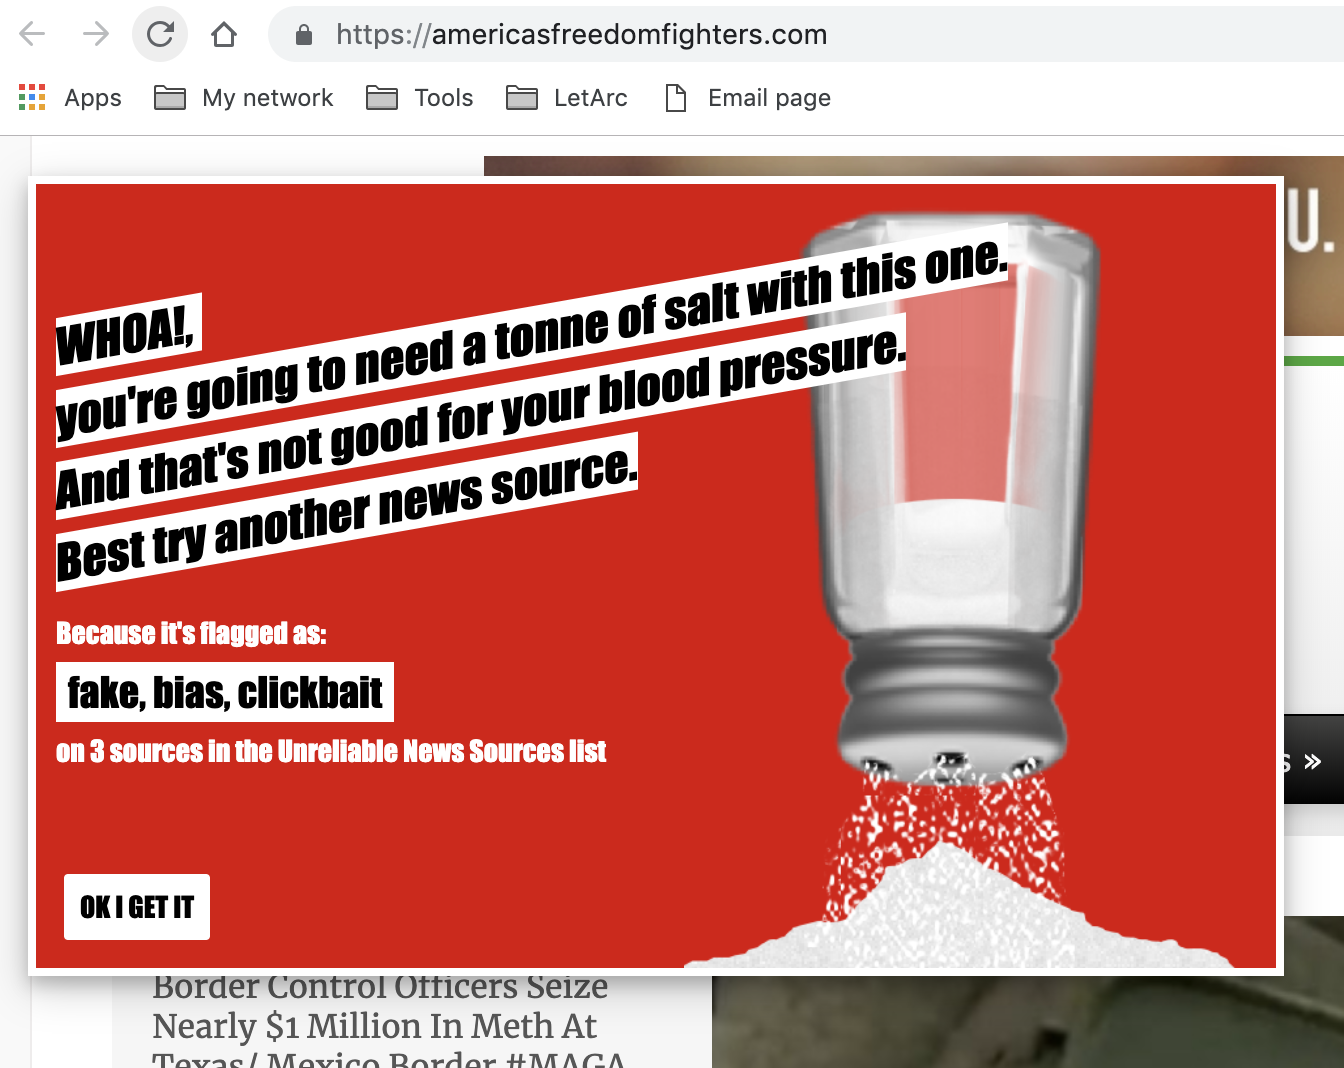 https://americasfreedomfighters.com
Apps My network Tools LetArc Email page
U.
WHOA!,
you're going to need a tonne of salt with this one.
And that's not good for your blood pressure.
Best try another news source.
Because it's flagged as:
fake, bias, clickbait
on 3 sources in the Unreliable News Sources list
s »
OK I GET IT
Border Control Officers Seize
Nearly $1 Million In Meth At
Texas/ Mexico Border #MAGA